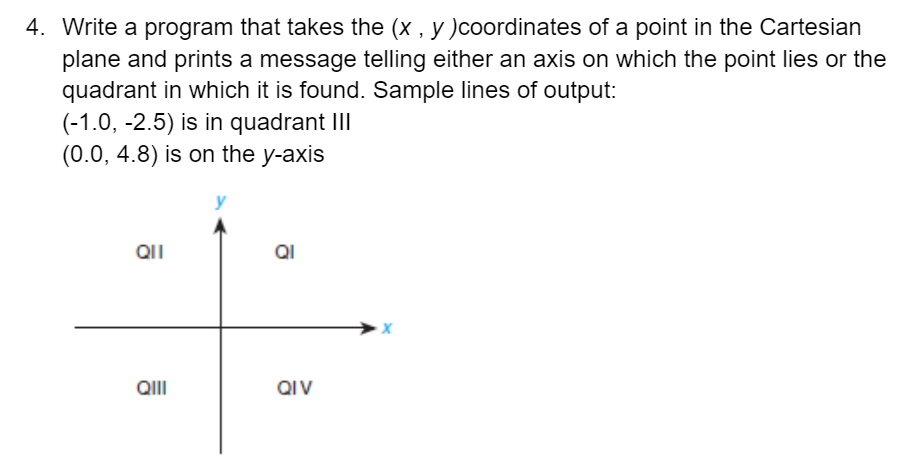 4. Write a program that takes the (x , y )coordinates of a point in the Cartesian
plane and prints a message telling either an axis on which the point lies or the
quadrant in which it is found. Sample lines of output:
(-1.0, -2.5) is in quadrant III
(0.0, 4.8) is on the y-axis
y
QII QI
x
QIII QIV